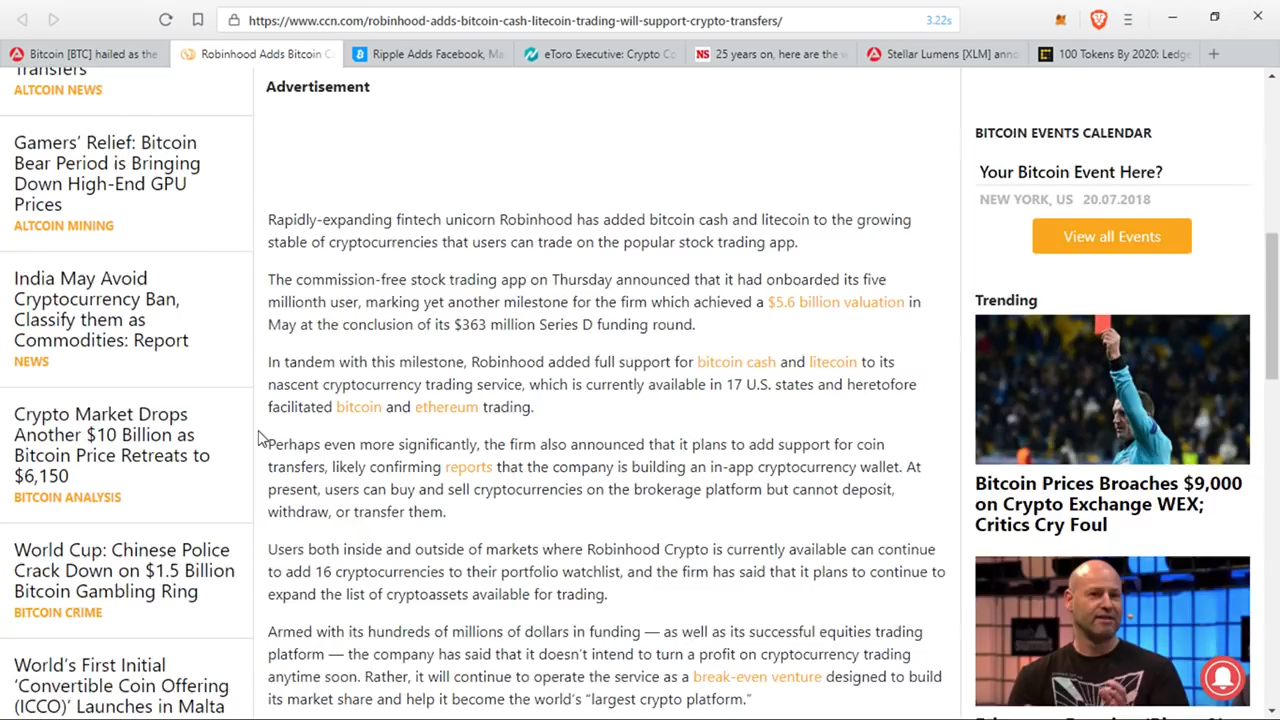 https://www.ccn.com/robinhood-adds-bitcoin-cash-litecoin-trading-will-support-crypto-transfers/
3.22s
Bitcoin [BTC] hailed as the
Robinhood Adds Bitcoin C
Ripple Adds Facebook, Ma
eToro Executive: Crypto Co
NS
25 years on, here are the w
Stellar Lumens [XLM] anno
100 Tokens By 2020: Ledge
Transfers
ALTCOIN NEWS
Gamers’ Relief: Bitcoin
Bear Period is Bringing
Down High-End GPU
Prices
ALTCOIN MINING
India May Avoid
Cryptocurrency Ban,
Classify them as
Commodities: Report
NEWS
Crypto Market Drops
Another $10 Billion as
Bitcoin Price Retreats to
$6,150
BITCOIN ANALYSIS
World Cup: Chinese Police
Crack Down on $1.5 Billion
Bitcoin Gambling Ring
BITCOIN CRIME
World’s First Initial
‘Convertible Coin Offering
(ICCO)’ Launches in Malta
Advertisement
Rapidly-expanding fintech unicorn Robinhood has added bitcoin cash and litecoin to the growing
stable of cryptocurrencies that users can trade on the popular stock trading app.
The commission-free stock trading app on Thursday announced that it had onboarded its five
millionth user, marking yet another milestone for the firm which achieved a $5.6 billion valuation in
May at the conclusion of its $363 million Series D funding round.
In tandem with this milestone, Robinhood added full support for bitcoin cash and litecoin to its
nascent cryptocurrency trading service, which is currently available in 17 U.S. states and heretofore
facilitated bitcoin and ethereum trading.
Perhaps even more significantly, the firm also announced that it plans to add support for coin
transfers, likely confirming reports that the company is building an in-app cryptocurrency wallet. At
present, users can buy and sell cryptocurrencies on the brokerage platform but cannot deposit,
withdraw, or transfer them.
Users both inside and outside of markets where Robinhood Crypto is currently available can continue
to add 16 cryptocurrencies to their portfolio watchlist, and the firm has said that it plans to continue to
expand the list of cryptoassets available for trading.
Armed with its hundreds of millions of dollars in funding — as well as its successful equities trading
platform — the company has said that it doesn’t intend to turn a profit on cryptocurrency trading
anytime soon. Rather, it will continue to operate the service as a break-even venture designed to build
its market share and help it become the world’s “largest crypto platform.”
BITCOIN EVENTS CALENDAR
Your Bitcoin Event Here?
NEW YORK, US 20.07.2018
View all Events
Trending
Bitcoin Prices Broaches $9,000
on Crypto Exchange WEX;
Critics Cry Foul